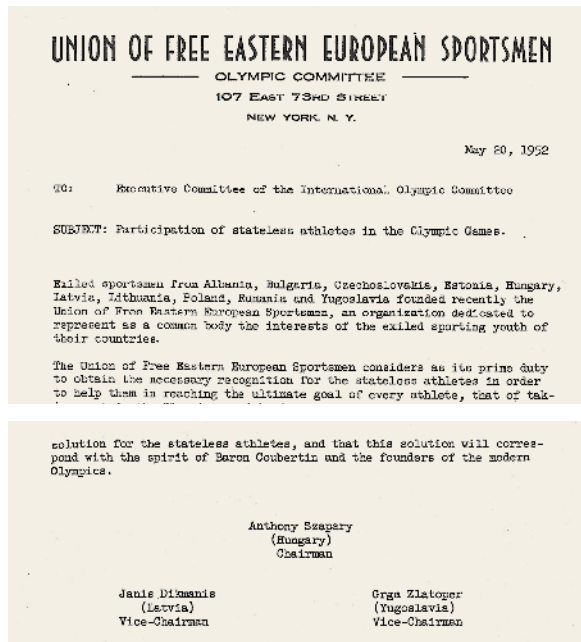 UNION OF FREE EASTERN EUROPEAN SPORTSMEN
OLYMPIC COMMITTEE
107 EAST 73RD STREET
NEW YORK, N. Y.
May 20, 1952
TO: Executive Committee of the International Olympic Committee
SUBJECT: Participation of stateless athletes in the Olympic Games.
Exiled sportsmen from Albania, Bulgaria, Czechoslovakia, Estonia, Hungary,
Latvia, Lithuania, Poland, Rumania and Yugoslavia founded recently the
Union of Free Eastern European Sportsmen, an organization dedicated to
represent as a common body the interests of the exiled sporting youth of
their countries.
The Union of Free Eastern European Sportsmen considers as its prime duty
to obtain the necessary recognition for the stateless athletes in order
to help them in reaching the ultimate goal of every athlete, that of tak-
solution for the stateless athletes, and that this solution will corres-
pond with the spirit of Baron Coubertin and the founders of the modern
Olympics.
Anthony Szapary
(Hungary)
Chairman
Janis Dikmanis
(Latvia)
Vice-Chairman
Grga Zlatoper
(Yugoslavia)
Vice-Chairman